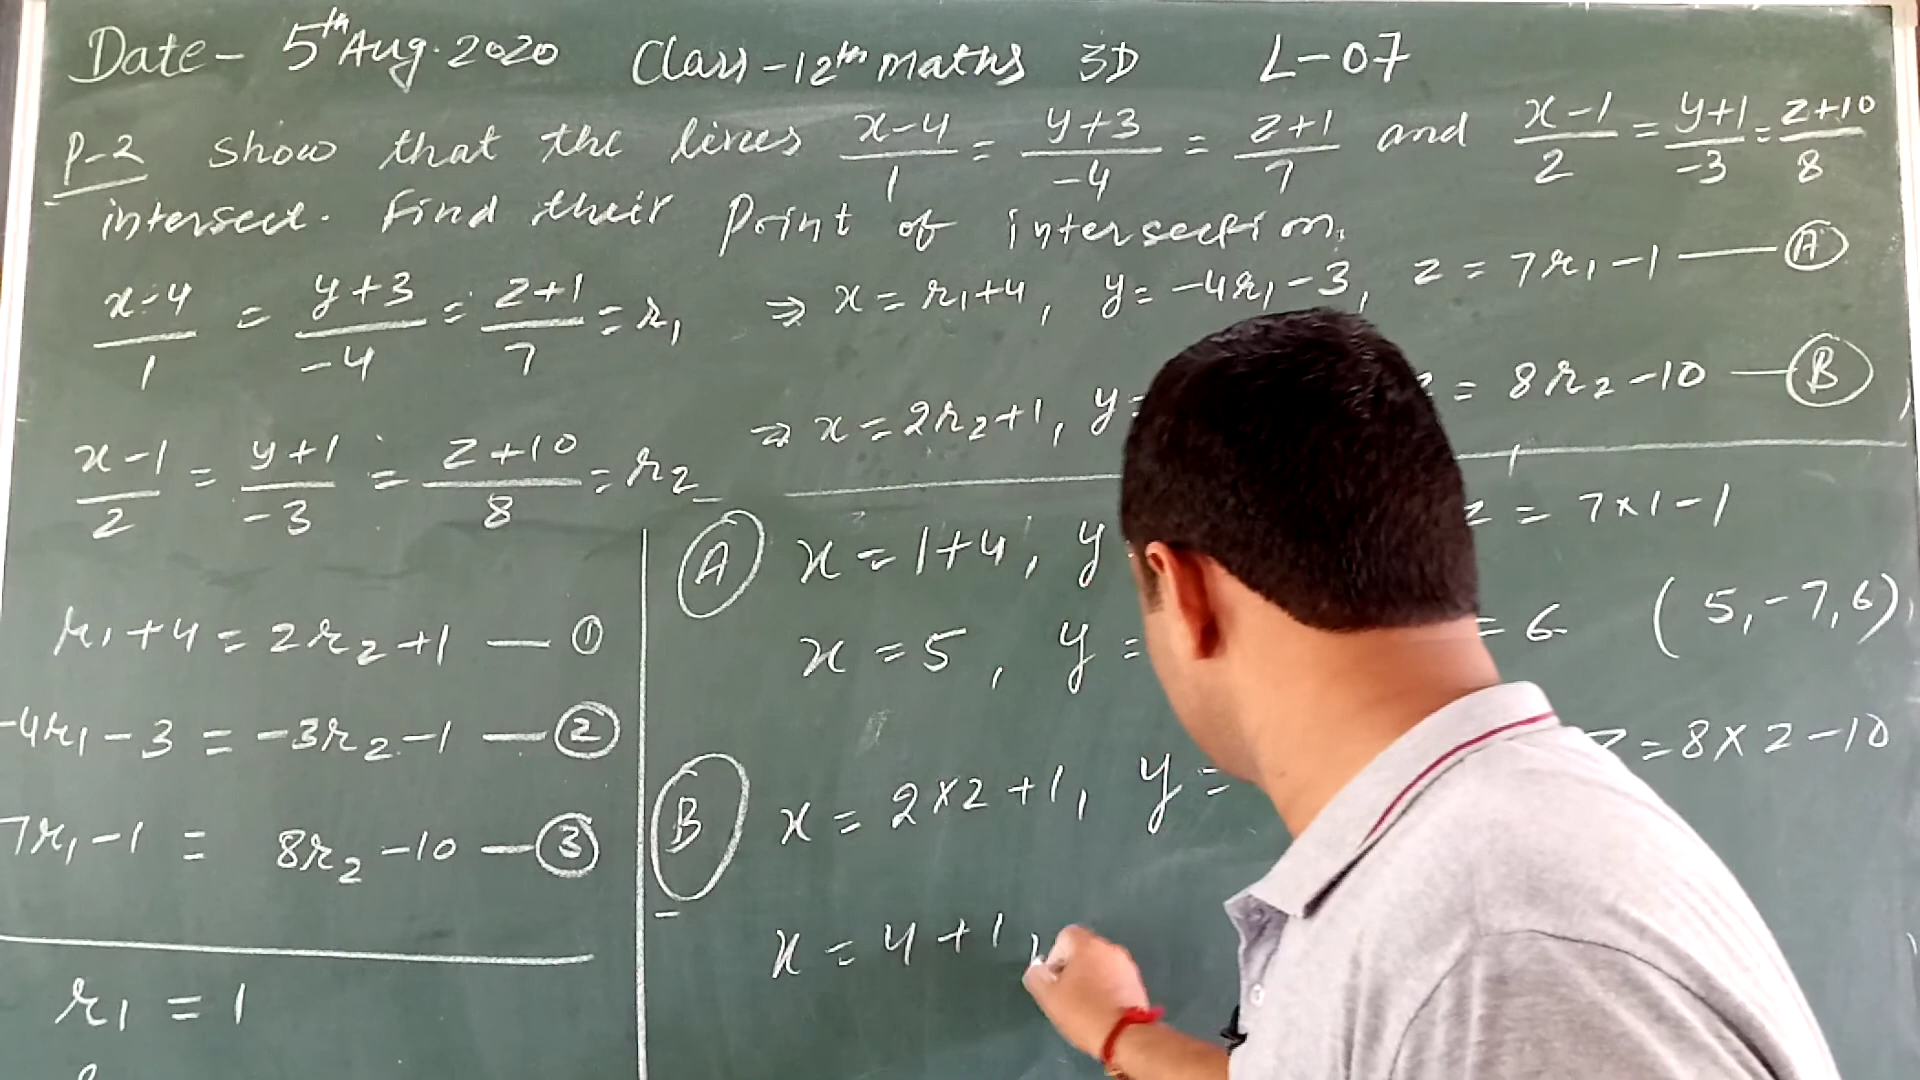 Date- 5th Aug. 2020 Class-12th maths 3D L-07
P-2 show that the lines (x-4)/1 = (y+3)/-4 = (z+1)/7 and (x-1)/2 = (y+1)/-3 = (z+10)/8
intersect. Find their Point of intersection.
(x-4)/1 = (y+3)/-4 = (z+1)/7 = r₁ ⇒ x = r₁+4, y = -4r₁-3, z = 7r₁-1 — Ⓐ
(x-1)/2 = (y+1)/-3 = (z+10)/8 = r₂ ⇒ x = 2r₂+1, y = = 8r₂-10 — Ⓑ
r₁+4 = 2r₂+1 — ①
-4r₁-3 = -3r₂-1 — ②
7r₁-1 = 8r₂-10 — ③
r₁ = 1
Ⓐ x = 1+4, y z = 7×1-1
x = 5, y = = 6 (5,-7,6)
Ⓑ x = 2×2+1, y = z = 8×2-10
x = 4+1,